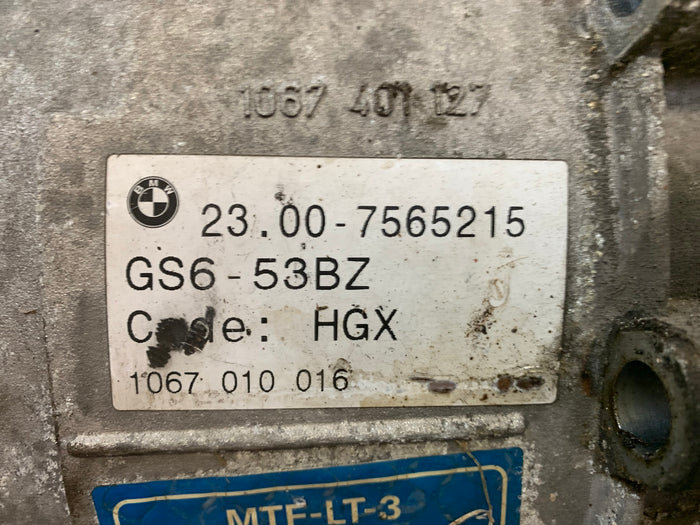 1067 401 127
BMW
23.00-7565215
GS6-53BZ
Code: HGX
1067 010 016
MTF-LT-3